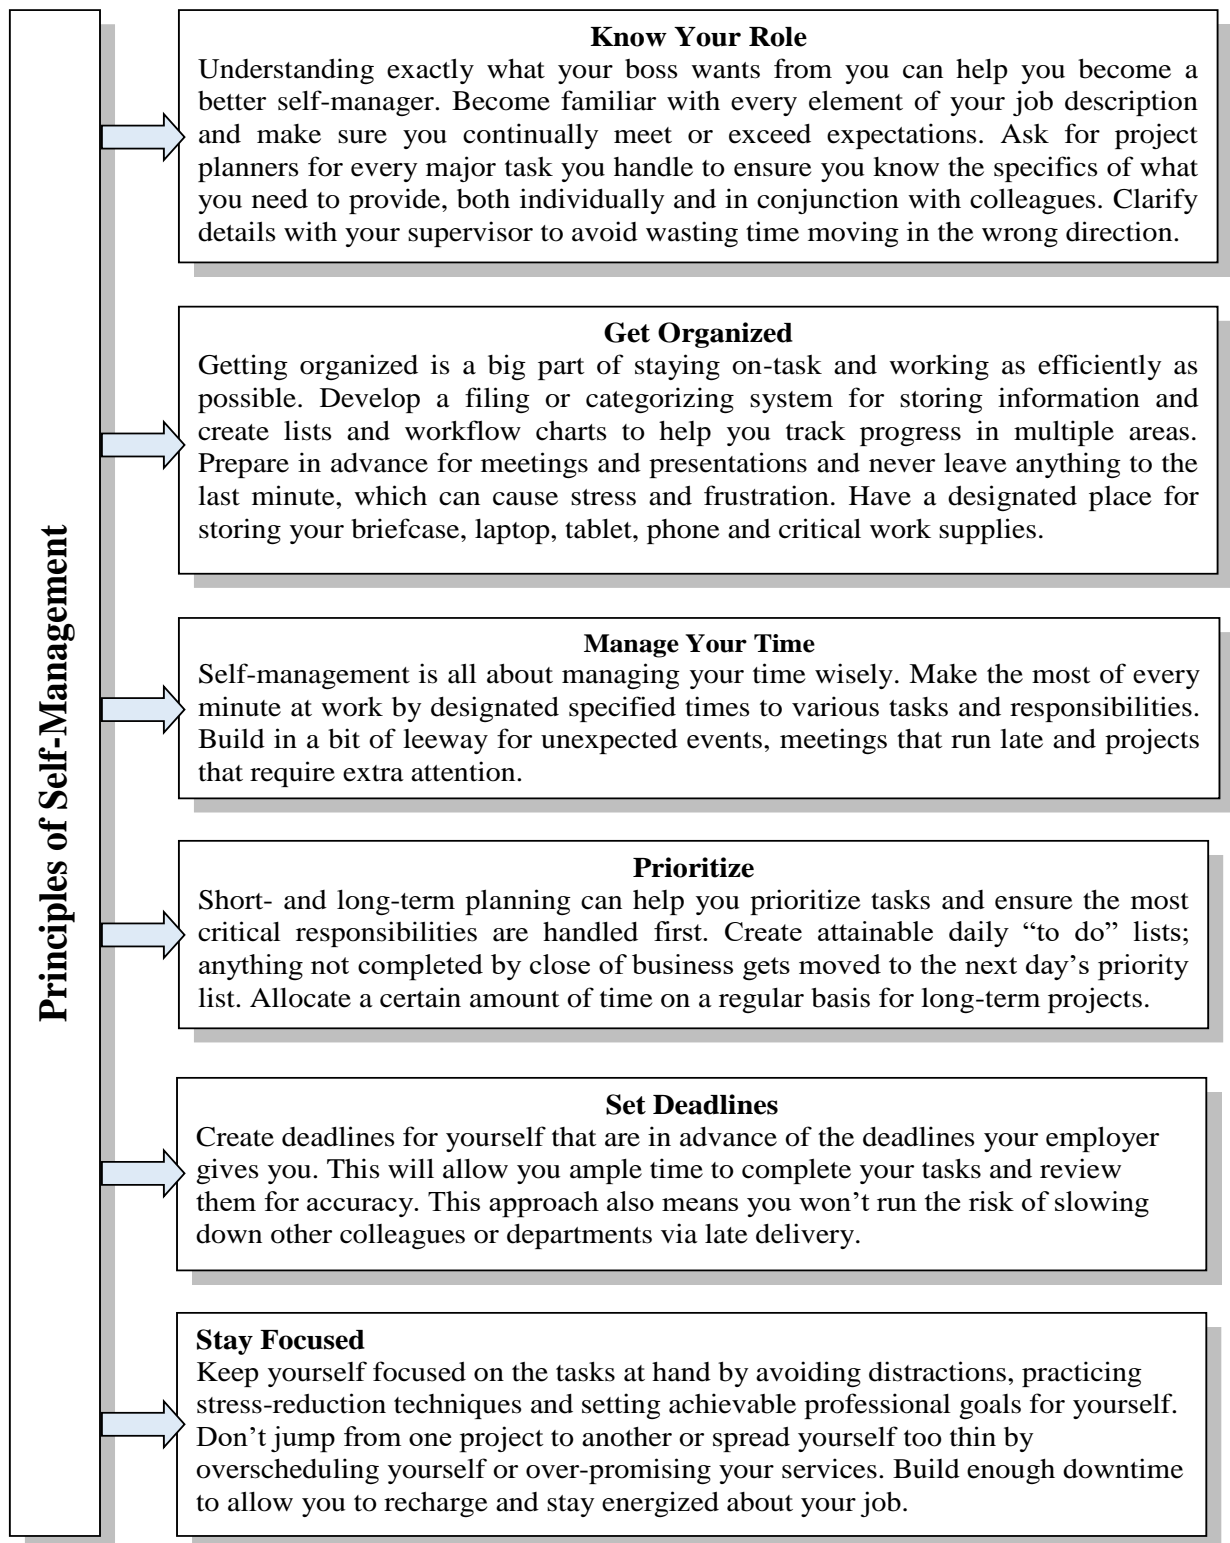 Principles of Self-Management
Know Your Role
Understanding exactly what your boss wants from you can help you become a
better self-manager. Become familiar with every element of your job description
and make sure you continually meet or exceed expectations. Ask for project
planners for every major task you handle to ensure you know the specifics of what
you need to provide, both individually and in conjunction with colleagues. Clarify
details with your supervisor to avoid wasting time moving in the wrong direction.
Get Organized
Getting organized is a big part of staying on-task and working as efficiently as
possible. Develop a filing or categorizing system for storing information and
create lists and workflow charts to help you track progress in multiple areas.
Prepare in advance for meetings and presentations and never leave anything to the
last minute, which can cause stress and frustration. Have a designated place for
storing your briefcase, laptop, tablet, phone and critical work supplies.
Manage Your Time
Self-management is all about managing your time wisely. Make the most of every
minute at work by designated specified times to various tasks and responsibilities.
Build in a bit of leeway for unexpected events, meetings that run late and projects
that require extra attention.
Prioritize
Short- and long-term planning can help you prioritize tasks and ensure the most
critical responsibilities are handled first. Create attainable daily “to do” lists;
anything not completed by close of business gets moved to the next day’s priority
list. Allocate a certain amount of time on a regular basis for long-term projects.
Set Deadlines
Create deadlines for yourself that are in advance of the deadlines your employer
gives you. This will allow you ample time to complete your tasks and review
them for accuracy. This approach also means you won’t run the risk of slowing
down other colleagues or departments via late delivery.
Stay Focused
Keep yourself focused on the tasks at hand by avoiding distractions, practicing
stress-reduction techniques and setting achievable professional goals for yourself.
Don’t jump from one project to another or spread yourself too thin by
overscheduling yourself or over-promising your services. Build enough downtime
to allow you to recharge and stay energized about your job.